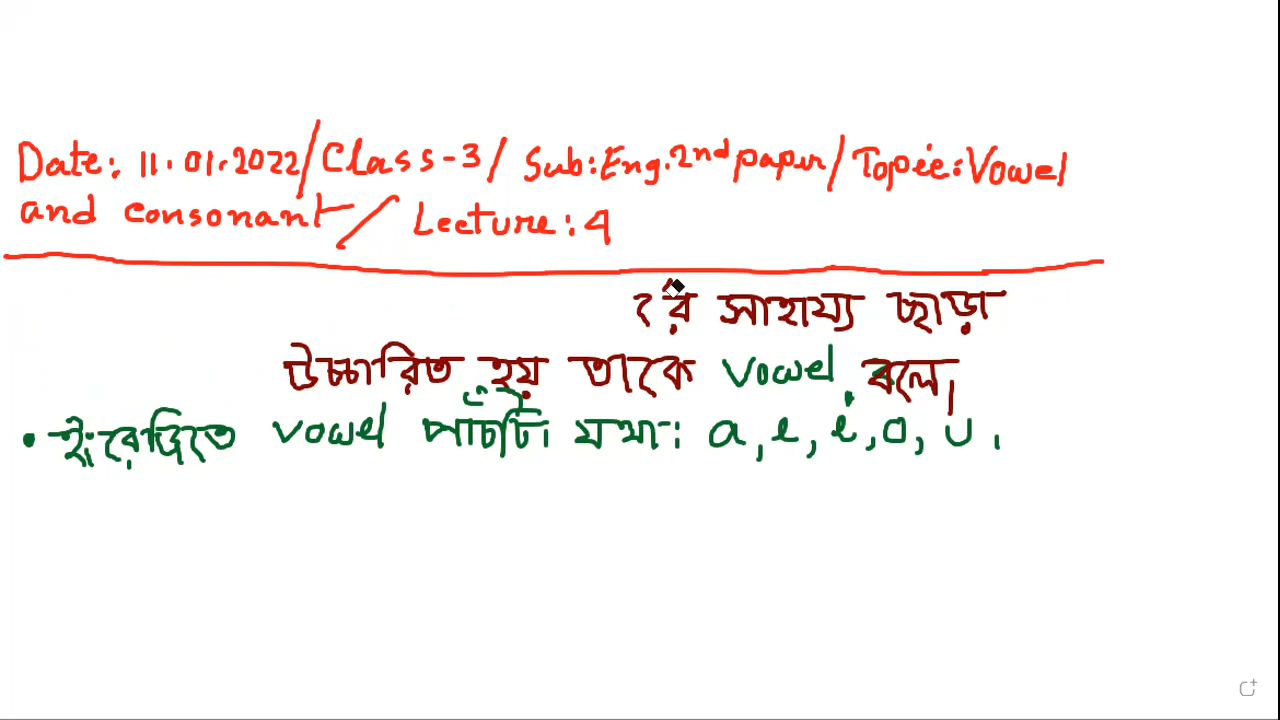 Date: 11.01.2022/Class-3/ Sub:Eng.2nd paper/Topic:Vowel
and consonant/ Lecture:4
র সাহায্য ছাড়া
উচ্চারিত হয় তাকে vowel বলে।
• ইংরেজিতে vowel পাঁচটি যথা: a, e, i, o, u।